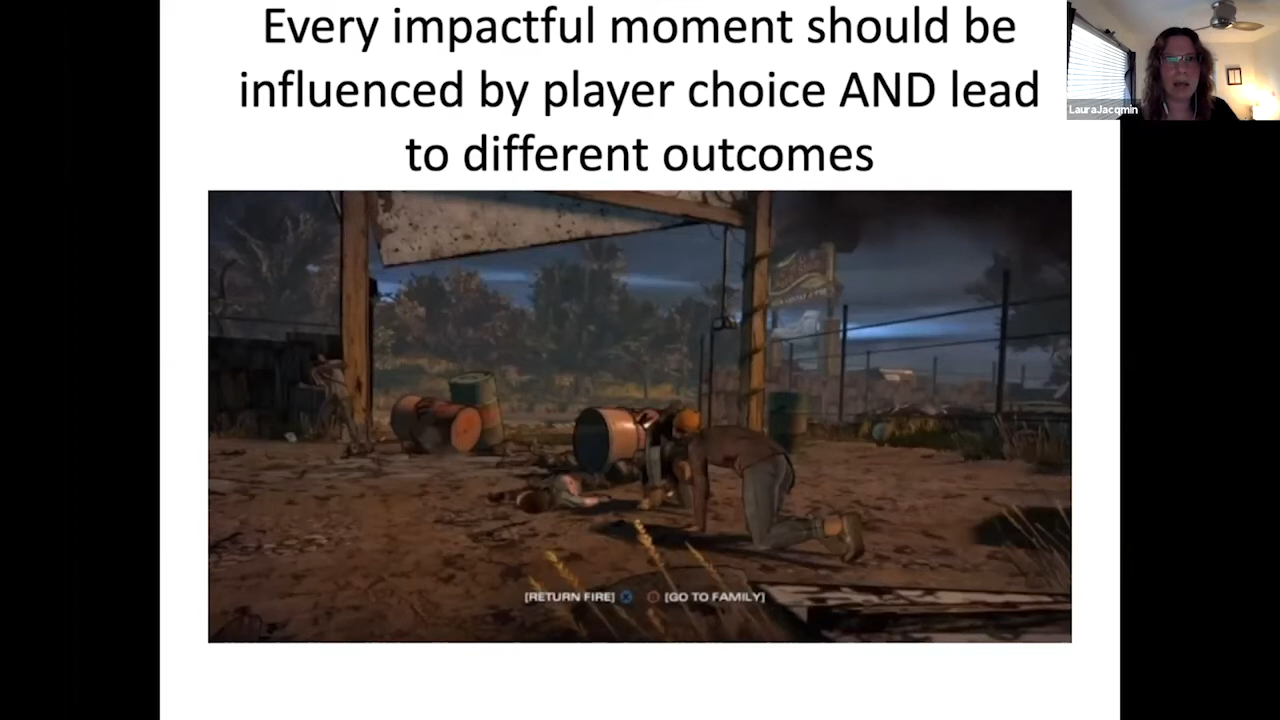 Every impactful moment should be
influenced by player choice AND lead
to different outcomes
LauraJacqmin
[RETURN FIRE] [GO TO FAMILY]